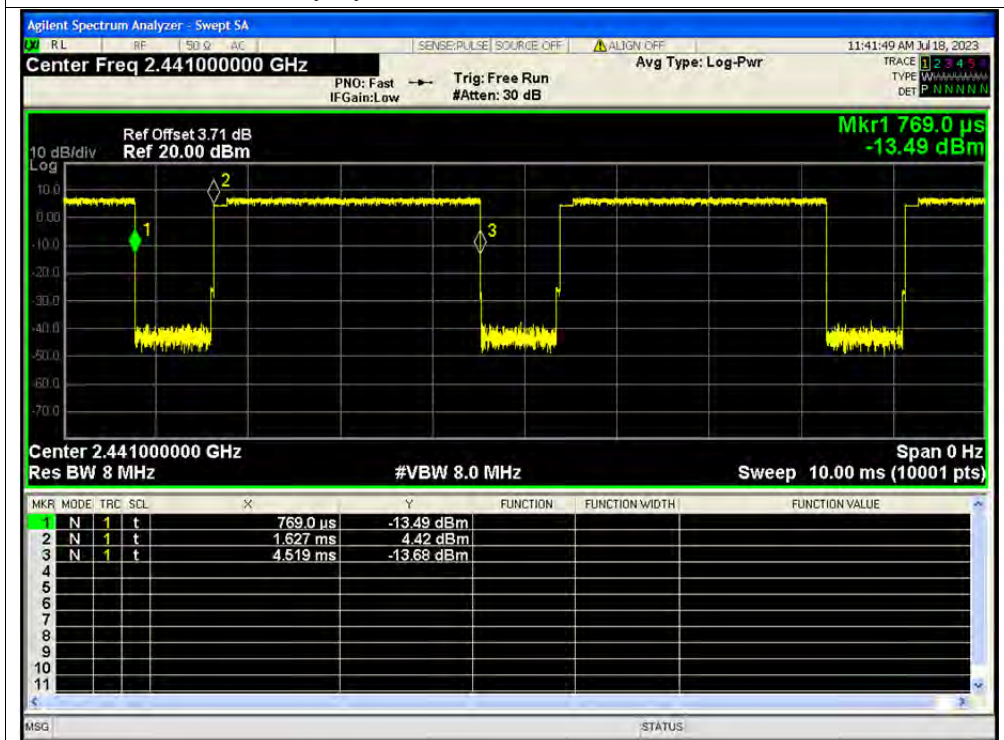 Agilent Spectrum Analyzer - Swept SA
RL RF 50 Ω AC SENSE:PULSE SOURCE OFF ALIGN OFF 11:41:49 AM Jul 18, 2023
Center Freq 2.441000000 GHz
PNO: Fast
IFGain:Low
Trig: Free Run
#Atten: 30 dB
Avg Type: Log-Pwr
TRACE 1 2 3 4 5 6
TYPE W
DET P N N N N N
Mkr1 769.0 µs
-13.49 dBm
Ref Offset 3.71 dB
10 dB/div Ref 20.00 dBm
Log
10.0
0.00
-10.0
-20.0
-30.0
-40.0
-50.0
-60.0
-70.0
1
2
3
Center 2.441000000 GHz Span 0 Hz
Res BW 8 MHz #VBW 8.0 MHz Sweep 10.00 ms (10001 pts)
MKR MODE TRC SCL X Y FUNCTION FUNCTION WIDTH FUNCTION VALUE
1 N 1 t 769.0 µs -13.49 dBm
2 N 1 t 1.627 ms 4.42 dBm
3 N 1 t 4.519 ms -13.68 dBm
4
5
6
7
8
9
10
11
MSG STATUS